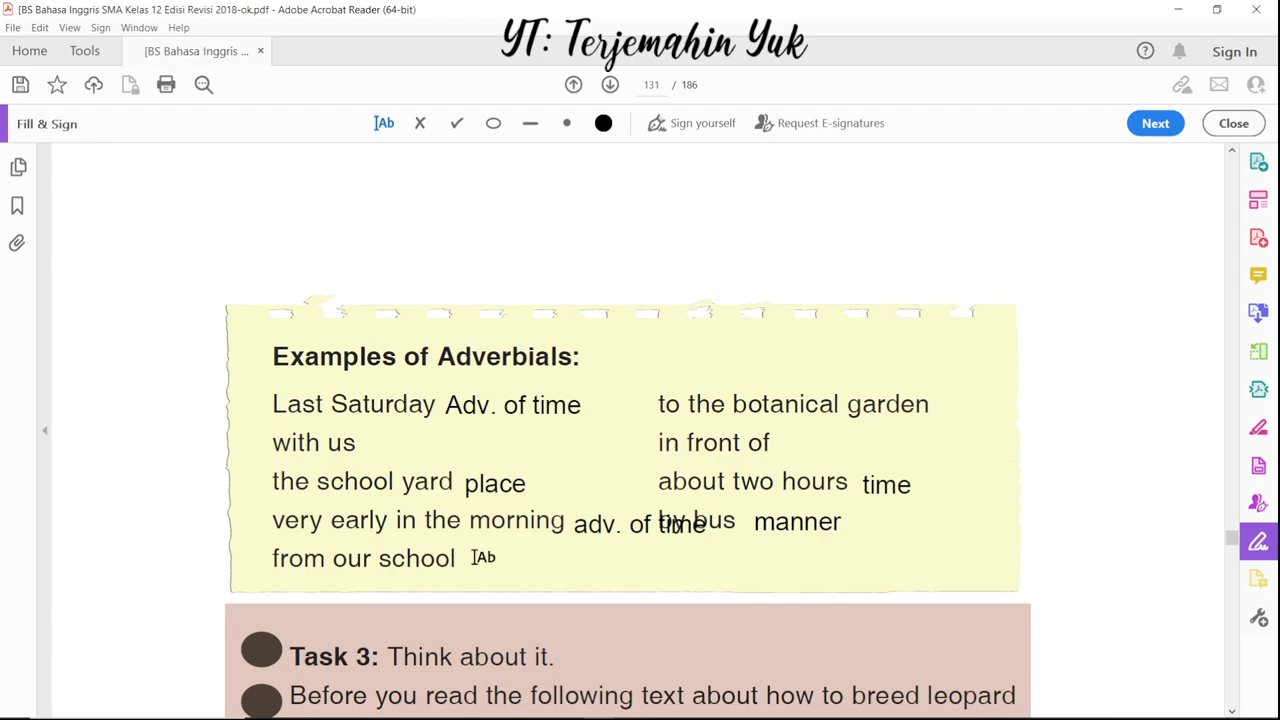 [BS Bahasa Inggris SMA Kelas 12 Edisi Revisi 2018-ok.pdf - Adobe Acrobat Reader (64-bit)
YT: Terjemahin Yuk
File Edit View Sign Window Help
Home Tools [BS Bahasa Inggris ... × Sign In
131 / 186
Fill & Sign Ab Sign yourself Request E-signatures Next Close
Examples of Adverbials:
Last Saturday Adv. of time to the botanical garden
with us in front of
the school yard place about two hours time
very early in the morning adv. of time by bus manner
from our school Ab
Task 3: Think about it.
Before you read the following text about how to breed leopard